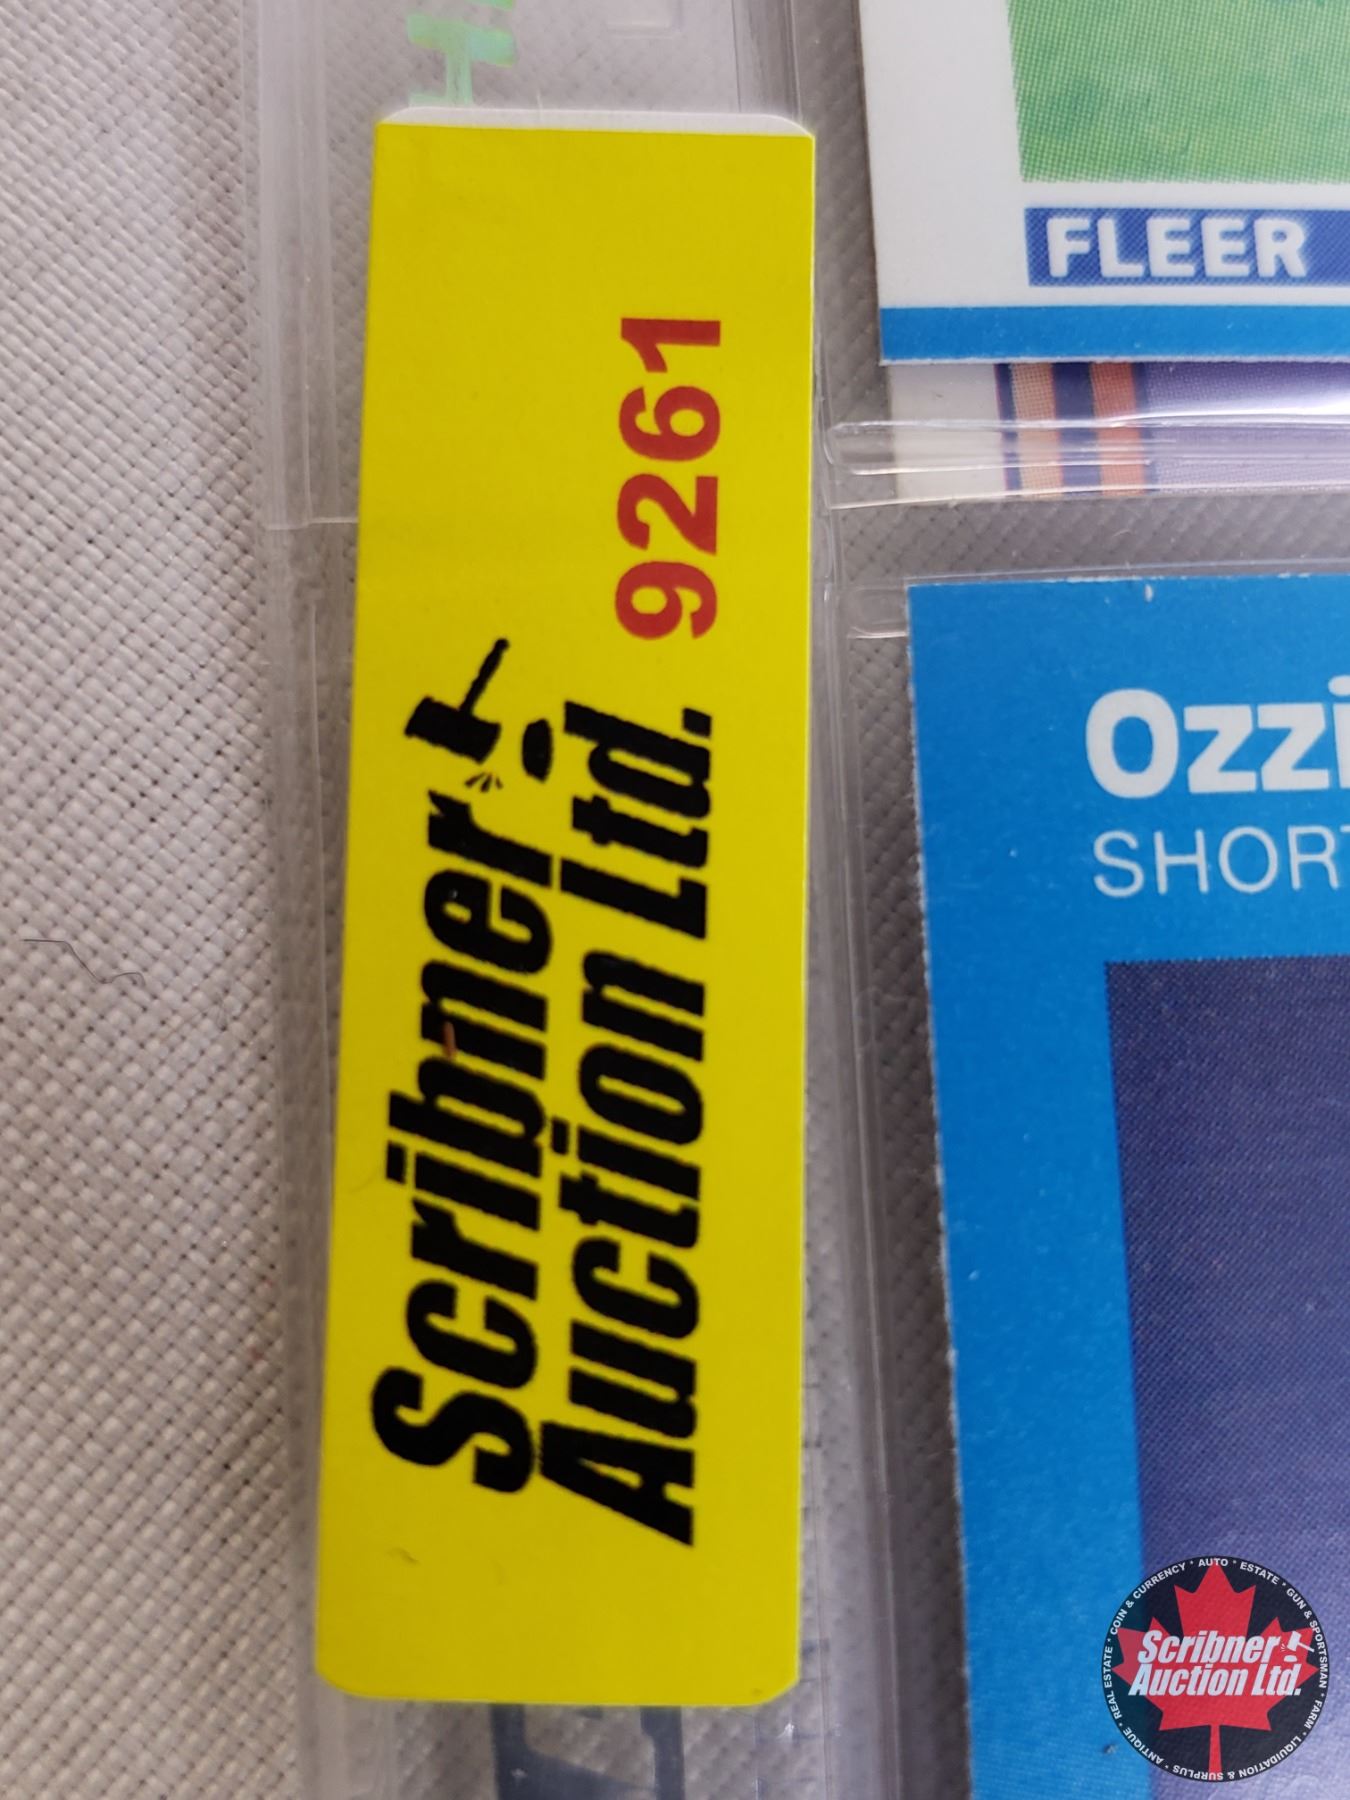 Scribner
Auction Ltd. 9261
FLEER
Ozzi
SHORT
Scribner
Auction Ltd.
COIN & CURRENCY * AUTO * ESTATE * GUN & SPORTSMAN * FARM * LIQUIDATION & SURPLUS * ANTIQUE * REAL ESTATE *